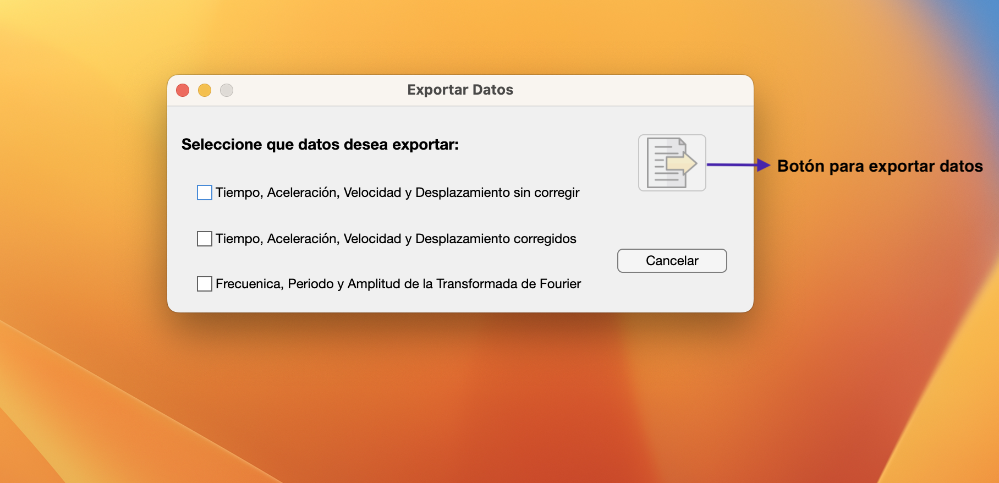 Exportar Datos
Seleccione que datos desea exportar:
Botón para exportar datos
Tiempo, Aceleración, Velocidad y Desplazamiento sin corregir
Tiempo, Aceleración, Velocidad y Desplazamiento corregidos
Cancelar
Frecuenica, Periodo y Amplitud de la Transformada de Fourier